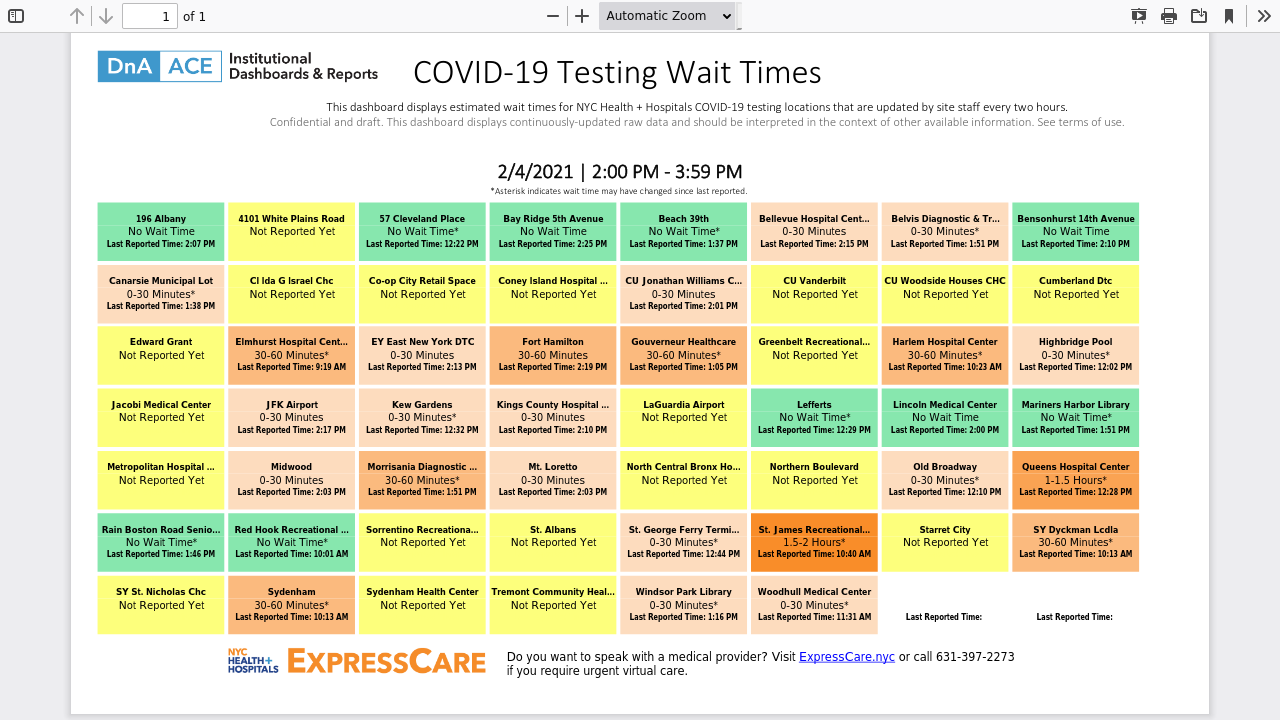 1 of 1 Automatic Zoom
DnA ACE Institutional Dashboards & Reports
COVID-19 Testing Wait Times
This dashboard displays estimated wait times for NYC Health + Hospitals COVID-19 testing locations that are updated by site staff every two hours.
Confidential and draft. This dashboard displays continuously-updated raw data and should be interpreted in the context of other available information. See terms of use.
2/4/2021 | 2:00 PM - 3:59 PM
*Asterisk indicates wait time may have changed since last reported.
196 Albany
No Wait Time
Last Reported Time: 2:07 PM
4101 White Plains Road
Not Reported Yet
57 Cleveland Place
No Wait Time*
Last Reported Time: 12:22 PM
Bay Ridge 5th Avenue
No Wait Time
Last Reported Time: 2:25 PM
Beach 39th
No Wait Time*
Last Reported Time: 1:37 PM
Bellevue Hospital Cent...
0-30 Minutes
Last Reported Time: 2:15 PM
Belvis Diagnostic & Tr...
0-30 Minutes*
Last Reported Time: 1:51 PM
Bensonhurst 14th Avenue
No Wait Time
Last Reported Time: 2:10 PM
Canarsie Municipal Lot
0-30 Minutes*
Last Reported Time: 1:38 PM
CI Ida G Israel Chc
Not Reported Yet
Co-op City Retail Space
Not Reported Yet
Coney Island Hospital ...
Not Reported Yet
CU Jonathan Williams C...
0-30 Minutes
Last Reported Time: 2:01 PM
CU Vanderbilt
Not Reported Yet
CU Woodside Houses CHC
Not Reported Yet
Cumberland Dtc
Not Reported Yet
Edward Grant
Not Reported Yet
Elmhurst Hospital Cent...
30-60 Minutes*
Last Reported Time: 9:19 AM
EY East New York DTC
0-30 Minutes
Last Reported Time: 2:13 PM
Fort Hamilton
30-60 Minutes
Last Reported Time: 2:19 PM
Gouverneur Healthcare
30-60 Minutes*
Last Reported Time: 1:05 PM
Greenbelt Recreational...
Not Reported Yet
Harlem Hospital Center
30-60 Minutes*
Last Reported Time: 10:23 AM
Highbridge Pool
0-30 Minutes*
Last Reported Time: 12:02 PM
Jacobi Medical Center
Not Reported Yet
JFK Airport
0-30 Minutes
Last Reported Time: 2:17 PM
Kew Gardens
0-30 Minutes*
Last Reported Time: 12:32 PM
Kings County Hospital ...
0-30 Minutes
Last Reported Time: 2:10 PM
LaGuardia Airport
Not Reported Yet
Lefferts
No Wait Time*
Last Reported Time: 12:29 PM
Lincoln Medical Center
No Wait Time
Last Reported Time: 2:00 PM
Mariners Harbor Library
No Wait Time*
Last Reported Time: 1:51 PM
Metropolitan Hospital ...
Not Reported Yet
Midwood
0-30 Minutes
Last Reported Time: 2:03 PM
Morrisania Diagnostic ...
30-60 Minutes*
Last Reported Time: 1:51 PM
Mt. Loretto
0-30 Minutes
Last Reported Time: 2:03 PM
North Central Bronx Ho...
Not Reported Yet
Northern Boulevard
Not Reported Yet
Old Broadway
0-30 Minutes*
Last Reported Time: 12:10 PM
Queens Hospital Center
1-1.5 Hours*
Last Reported Time: 12:28 PM
Rain Boston Road Senio...
No Wait Time*
Last Reported Time: 1:46 PM
Red Hook Recreational ...
No Wait Time*
Last Reported Time: 10:01 AM
Sorrentino Recreationa...
Not Reported Yet
St. Albans
Not Reported Yet
St. George Ferry Termi...
0-30 Minutes*
Last Reported Time: 12:44 PM
St. James Recreational...
1.5-2 Hours*
Last Reported Time: 10:40 AM
Starret City
Not Reported Yet
SY Dyckman Lcdla
30-60 Minutes*
Last Reported Time: 10:13 AM
SY St. Nicholas Chc
Not Reported Yet
Sydenham
30-60 Minutes*
Last Reported Time: 10:13 AM
Sydenham Health Center
Not Reported Yet
Tremont Community Heal...
Not Reported Yet
Windsor Park Library
0-30 Minutes*
Last Reported Time: 1:16 PM
Woodhull Medical Center
0-30 Minutes*
Last Reported Time: 11:31 AM
Last Reported Time:
Last Reported Time:
NYC
HEALTH+
HOSPITALS
EXPRESSCARE
Do you want to speak with a medical provider? Visit ExpressCare.nyc or call 631-397-2273
if you require urgent virtual care.